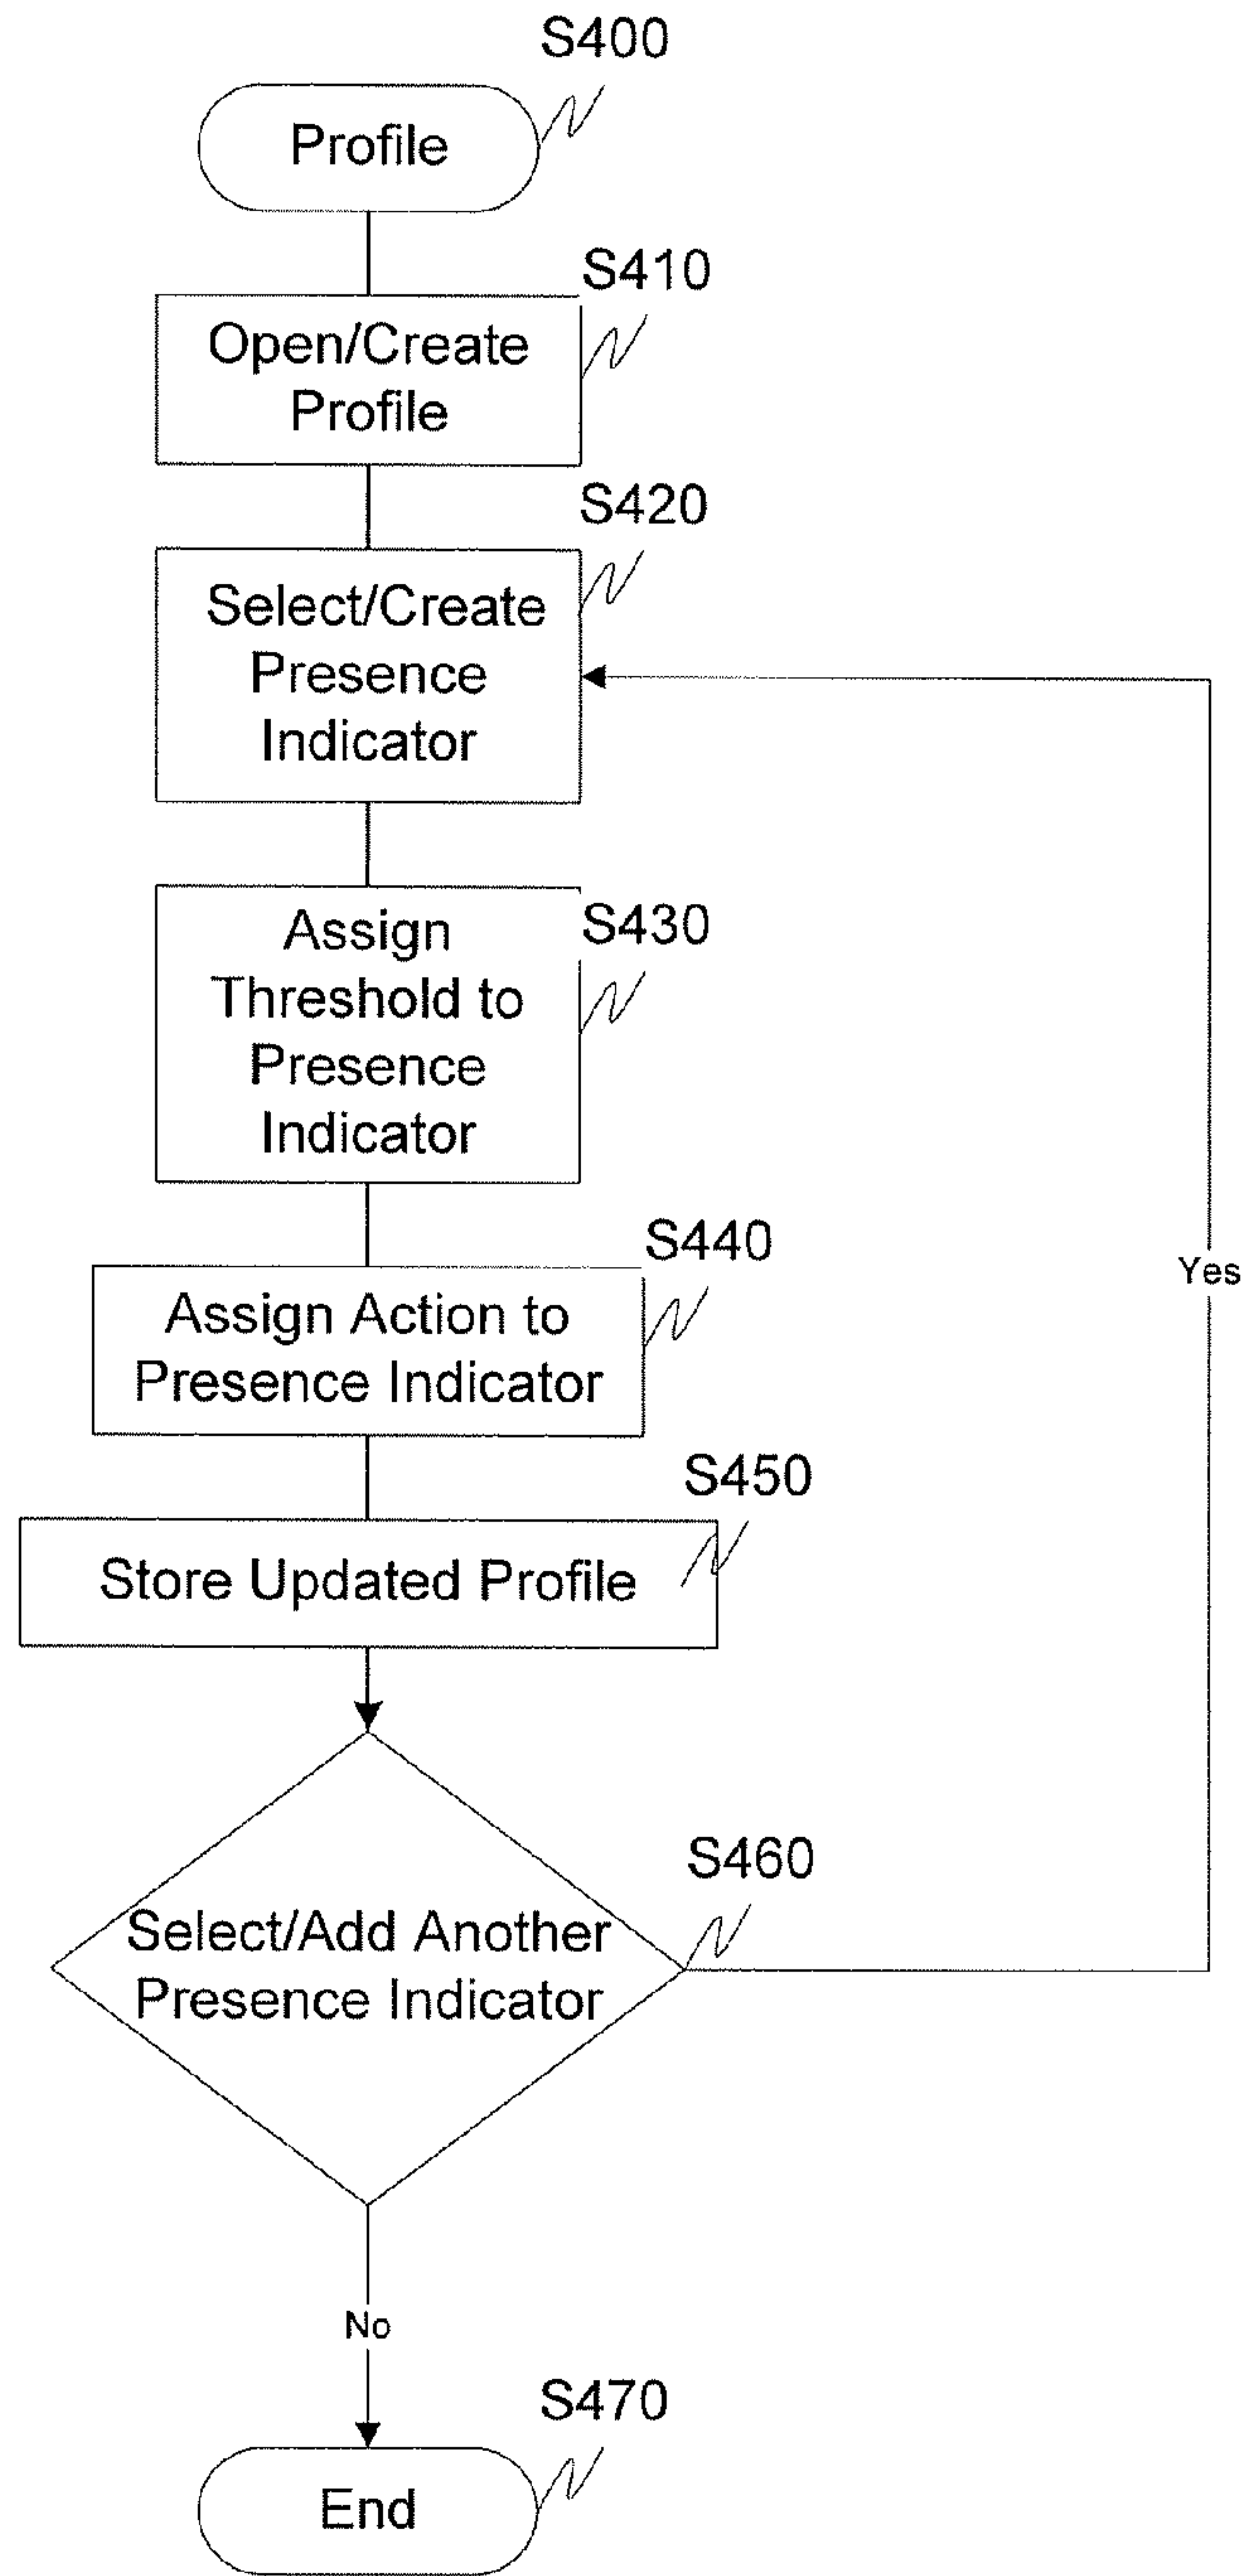 S400
Profile
S410
Open/Create
Profile
S420
Select/Create
Presence
Indicator
S430
Assign
Threshold to
Presence
Indicator
S440
Assign Action to
Presence Indicator
Yes
S450
Store Updated Profile
S460
Select/Add Another
Presence Indicator
No
S470
End